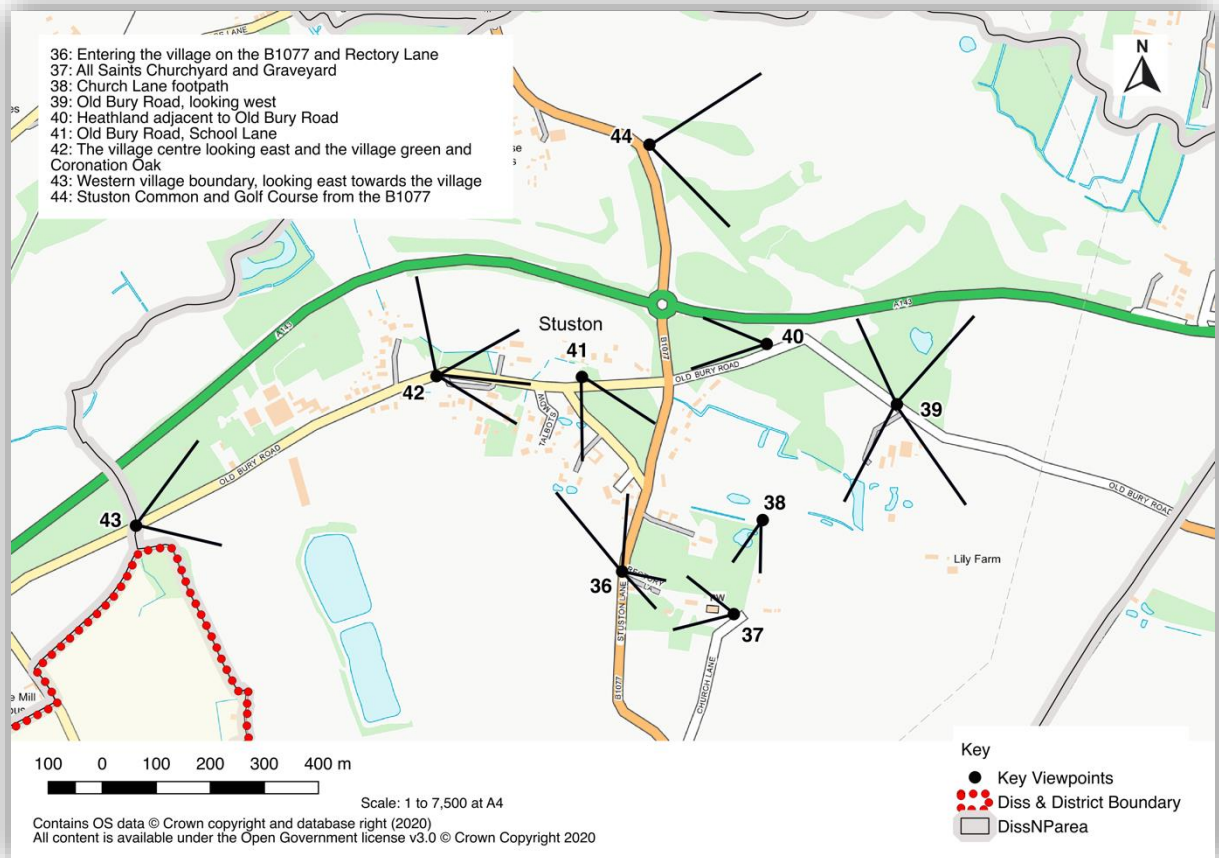 36: Entering the village on the B1077 and Rectory Lane
37: All Saints Churchyard and Graveyard
38: Church Lane footpath
39: Old Bury Road, looking west
40: Heathland adjacent to Old Bury Road
41: Old Bury Road, School Lane
42: The village centre looking east and the village green and
Coronation Oak
43: Western village boundary, looking east towards the village
44: Stuston Common and Golf Course from the B1077
N
44
A143
Stuston
41
B1077
40
A143
OLD BURY ROAD
42
39
TALBOTS
MDW
OLD BURY ROAD
OLD BURY ROAD
43
38
Lily Farm
36
RECTORY
LA
37
STUSTON LANE
B1077
CHURCH LANE
e Mill
100 0 100 200 300 400 m
Scale: 1 to 7,500 at A4
Contains OS data © Crown copyright and database right (2020)
All content is available under the Open Government license v3.0 © Crown Copyright 2020
Key
Key Viewpoints
Diss & District Boundary
DissNParea